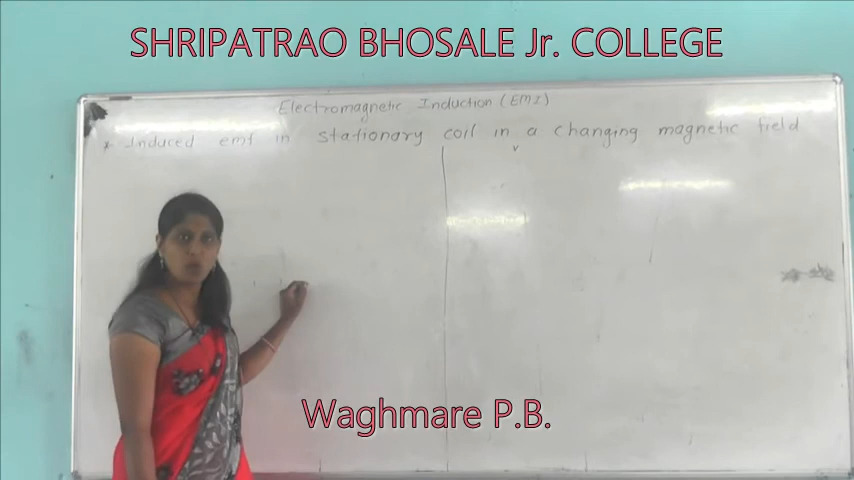 SHRIPATRAO BHOSALE Jr. COLLEGE
Electromagnetic Induction (EMI)
* Induced emf in stationary coil in a changing magnetic field
Waghmare P.B.